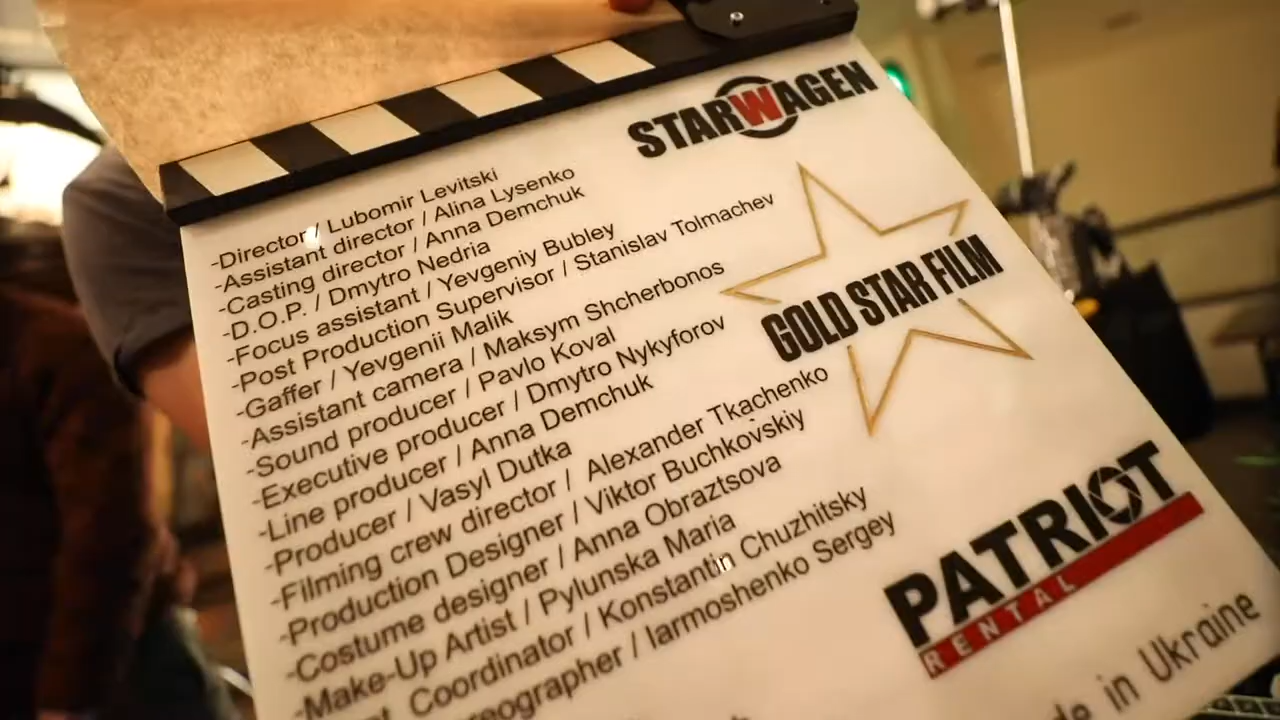 STARWAGEN
-Director / Lubomir Levitski
-Assistant director / Alina Lysenko
-Casting director / Anna Demchuk
-D.O.P. / Dmytro Nedria
-Focus assistant / Yevgeniy Bubley
-Post Production Supervisor / Stanislav Tolmachev
-Gaffer / Yevgenii Malik
-Assistant camera / Maksym Shcherbonos
-Sound producer / Pavlo Koval
-Executive producer / Dmytro Nykyforov
-Line producer / Anna Demchuk
-Producer / Vasyl Dutka
-Filming crew director / Alexander Tkachenko
-Production Designer / Viktor Buchkovskiy
-Costume designer / Anna Obraztsova
-Make-Up Artist / Pylunska Maria
Coordinator / Konstantin Chuzhitsky
/ Iarmoshenko Sergey
GOLD STAR FILM
PATRIOT
RENTAL
in Ukraine